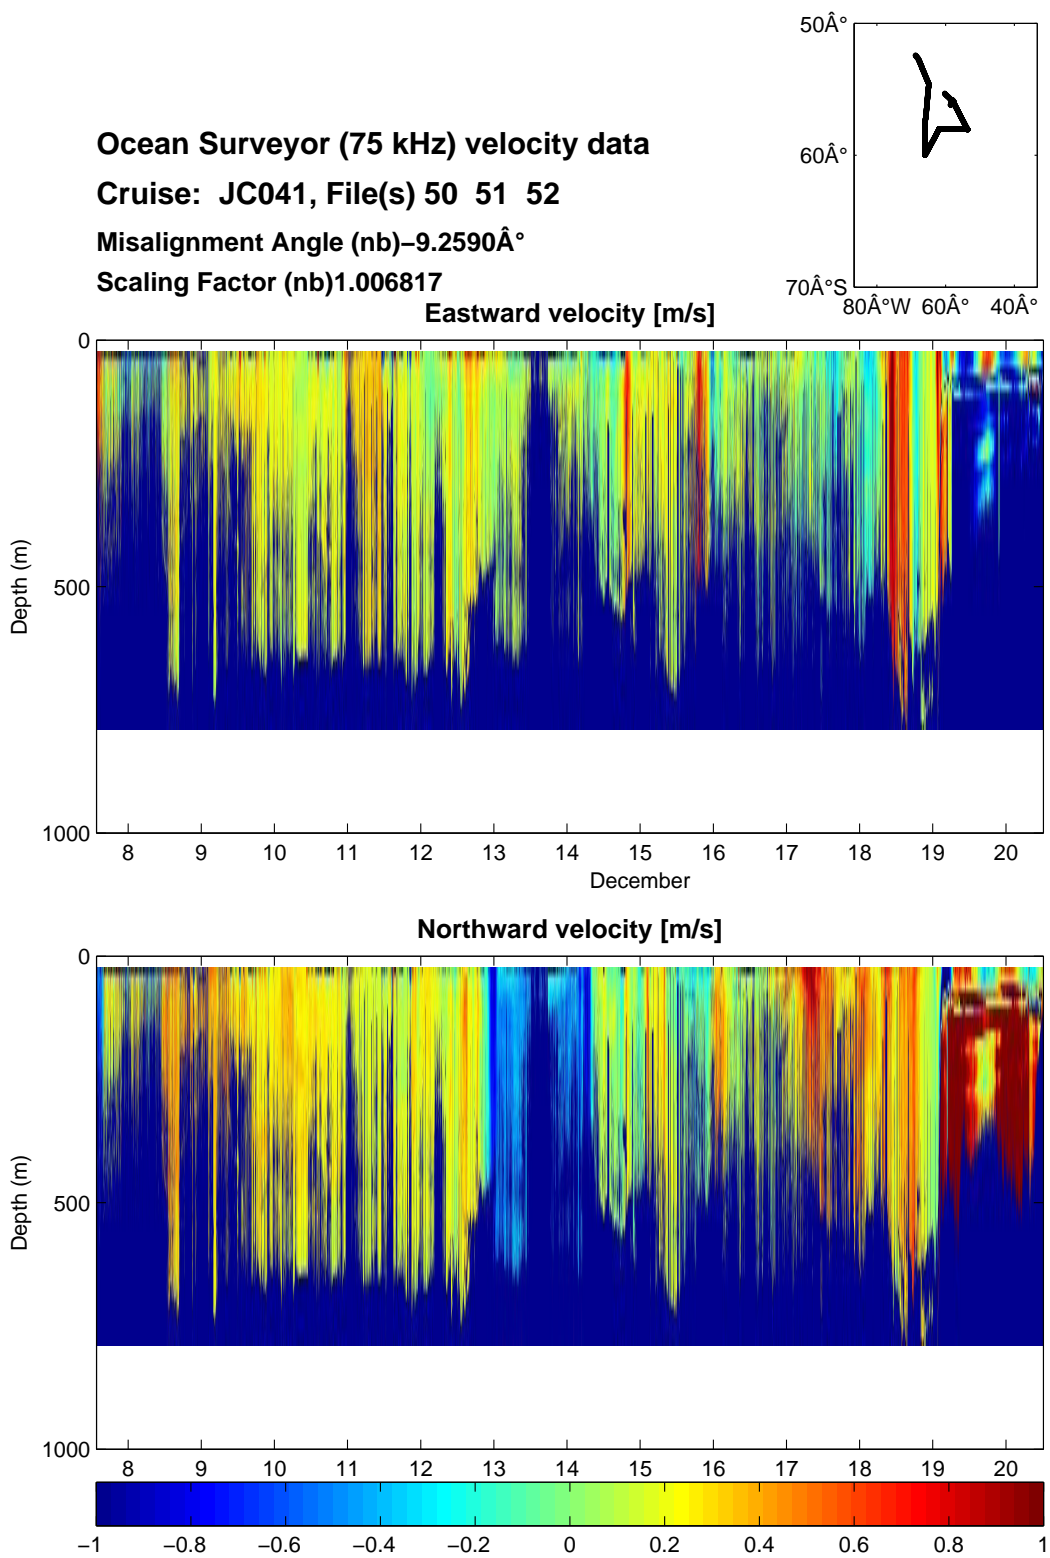 50Â°
60Â°
70Â°S
80Â°W 60Â° 40Â°
Ocean Surveyor (75 kHz) velocity data
Cruise: JC041, File(s) 50 51 52
Misalignment Angle (nb)−9.2590Â°
Scaling Factor (nb)1.006817
Eastward velocity [m/s]
0
500
1000
Depth (m)
8 9 10 11 12 13 14 15 16 17 18 19 20
December
Northward velocity [m/s]
0
500
1000
Depth (m)
8 9 10 11 12 13 14 15 16 17 18 19 20
−1 −0.8 −0.6 −0.4 −0.2 0 0.2 0.4 0.6 0.8 1